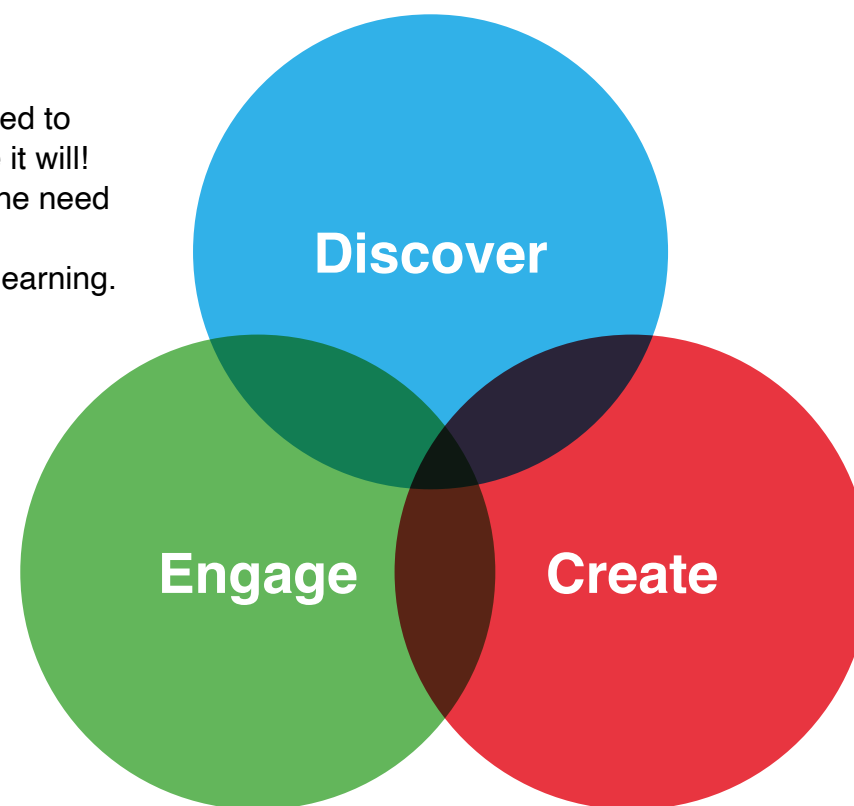 ed to
it will!
he need
earning.
Discover
Engage
Create